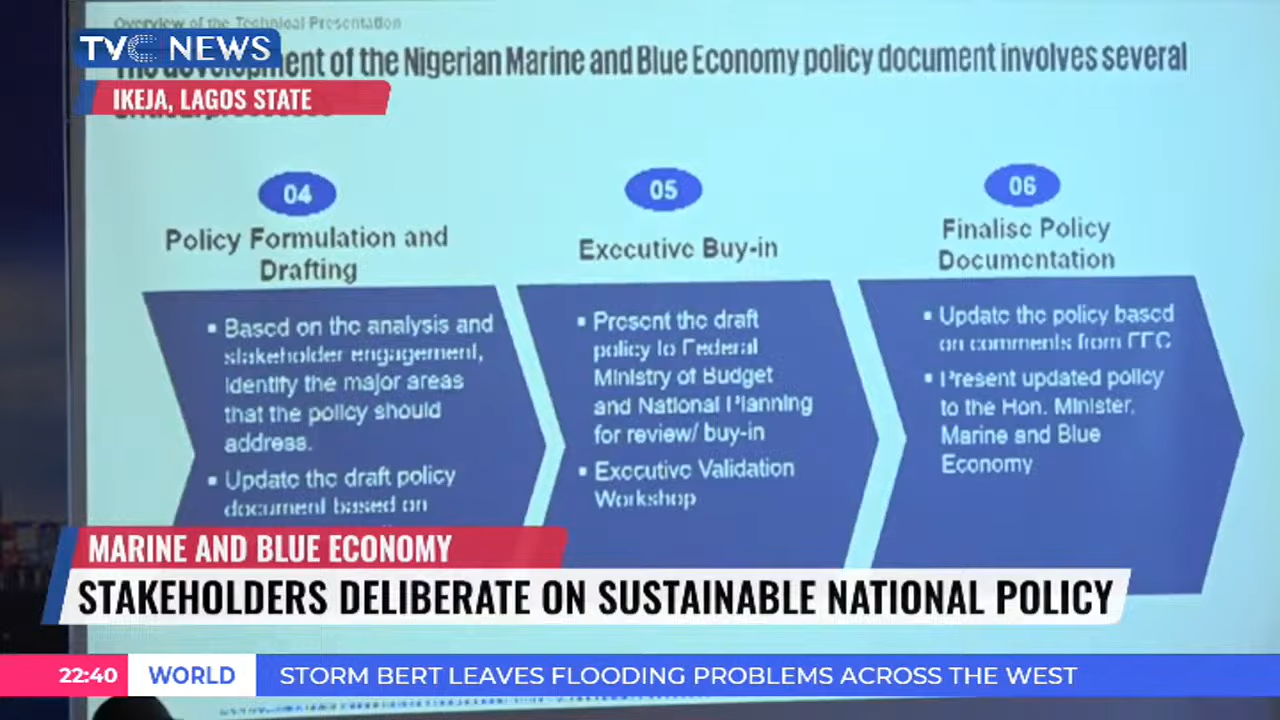 Overview of the Technical Presentation
TVC NEWS
The development of the Nigerian Marine and Blue Economy policy document involves several
IKEJA, LAGOS STATE
04
Policy Formulation and
Drafting
▪ Based on the analysis and
stakeholder engagement,
identify the major areas
that the policy should
address.
▪ Update the draft policy
document based on
05
Executive Buy-in
▪ Present the draft
policy to Federal
Ministry of Budget
and National Planning
for review/ buy-in
▪ Executive Validation
Workshop
06
Finalise Policy
Documentation
▪ Update the policy based
on comments from FEC
▪ Present updated policy
to the Hon. Minister,
Marine and Blue
Economy
MARINE AND BLUE ECONOMY
STAKEHOLDERS DELIBERATE ON SUSTAINABLE NATIONAL POLICY
22:40 WORLD STORM BERT LEAVES FLOODING PROBLEMS ACROSS THE WEST